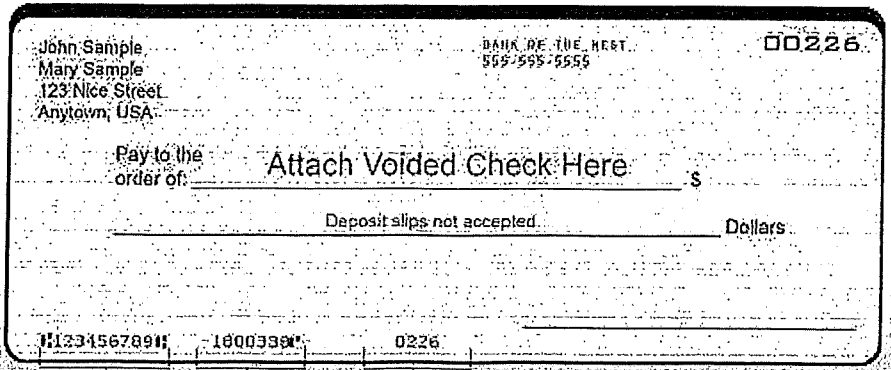 John Sample
Mary Sample
123 Nice Street
Anytown, USA
BANK OF THE WEST
555-555-5555
00226
Pay to the
order of:
Attach Voided Check Here
$
Deposit slips not accepted
Dollars
123456789
0226